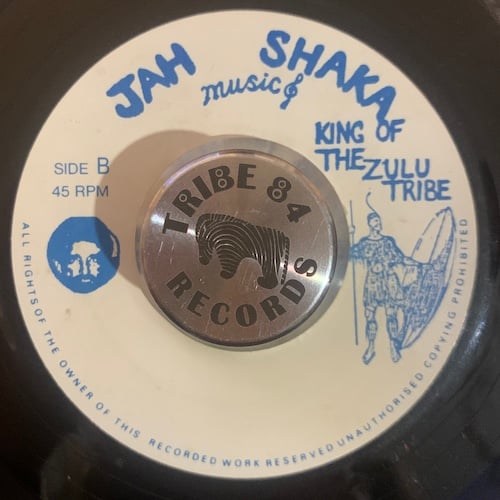 JAH SHAKA
music
KING OF
THE ZULU
TRIBE
SIDE B
45 RPM
TRIBE 84
RECORDS
ALL RIGHTS OF THE OWNER OF THIS RECORDED WORK RESERVED UNAUTHORISED COPYING PROHIBITED